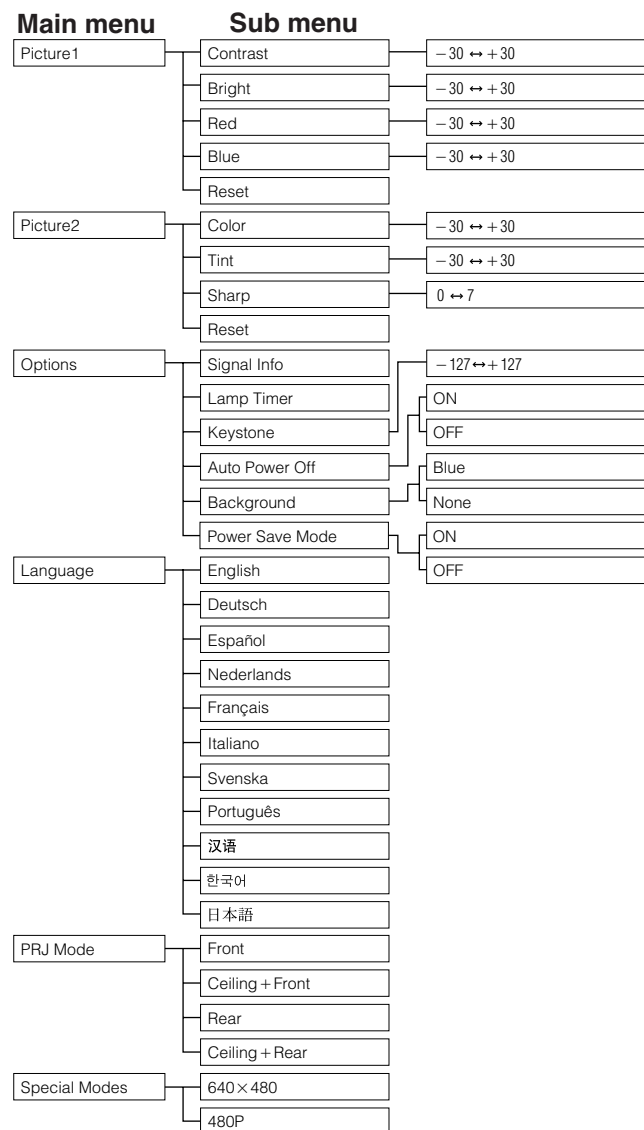 Main menu Sub menu
Picture1 Contrast −30 ↔ +30
Bright −30 ↔ +30
Red −30 ↔ +30
Blue −30 ↔ +30
Reset
Picture2 Color −30 ↔ +30
Tint −30 ↔ +30
Sharp 0 ↔ 7
Reset
Options Signal Info −127↔+127
Lamp Timer ON
Keystone OFF
Auto Power Off Blue
Background None
Power Save Mode ON
Language English OFF
Deutsch
Español
Nederlands
Français
Italiano
Svenska
Português
汉语
한국어
日本語
PRJ Mode Front
Ceiling+Front
Rear
Ceiling+Rear
Special Modes 640×480
480P